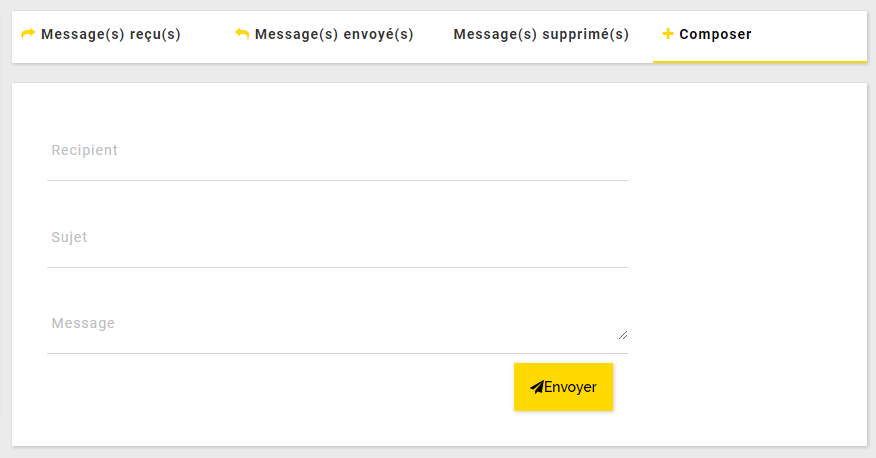 Message(s) reçu(s) Message(s) envoyé(s) Message(s) supprimé(s) Composer
Recipient
Sujet
Message
Envoyer